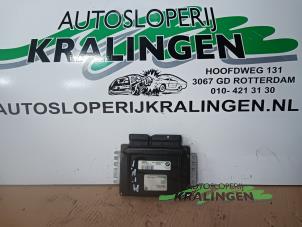 AUTOSLOPERIJ
KRALINGEN
HOOFDWEG 131
3067 GD ROTTERDAM
010- 421 31 30
AUTOSLOPERIJKRALINGEN.NL
AUTOSLOPERIJ
KRALINGEN